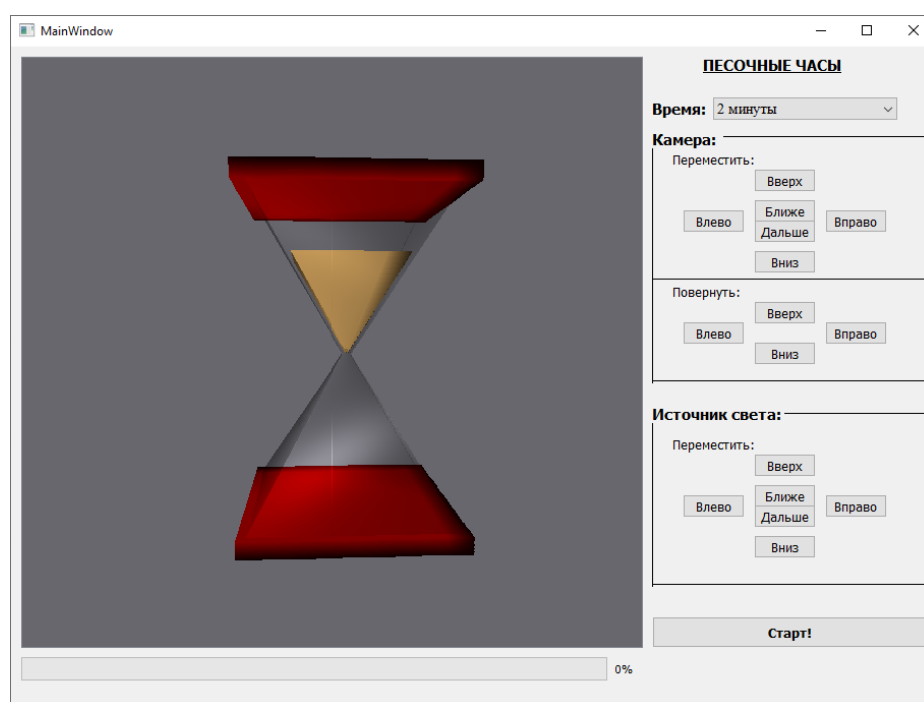 MainWindow
ПЕСОЧНЫЕ ЧАСЫ
Время: 2 минуты
Камера:
Переместить:
Вверх
Влево Ближе Вправо
Дальше
Вниз
Повернуть:
Вверх
Влево Вправо
Вниз
Источник света:
Переместить:
Вверх
Влево Ближе Вправо
Дальше
Вниз
Старт!
0%